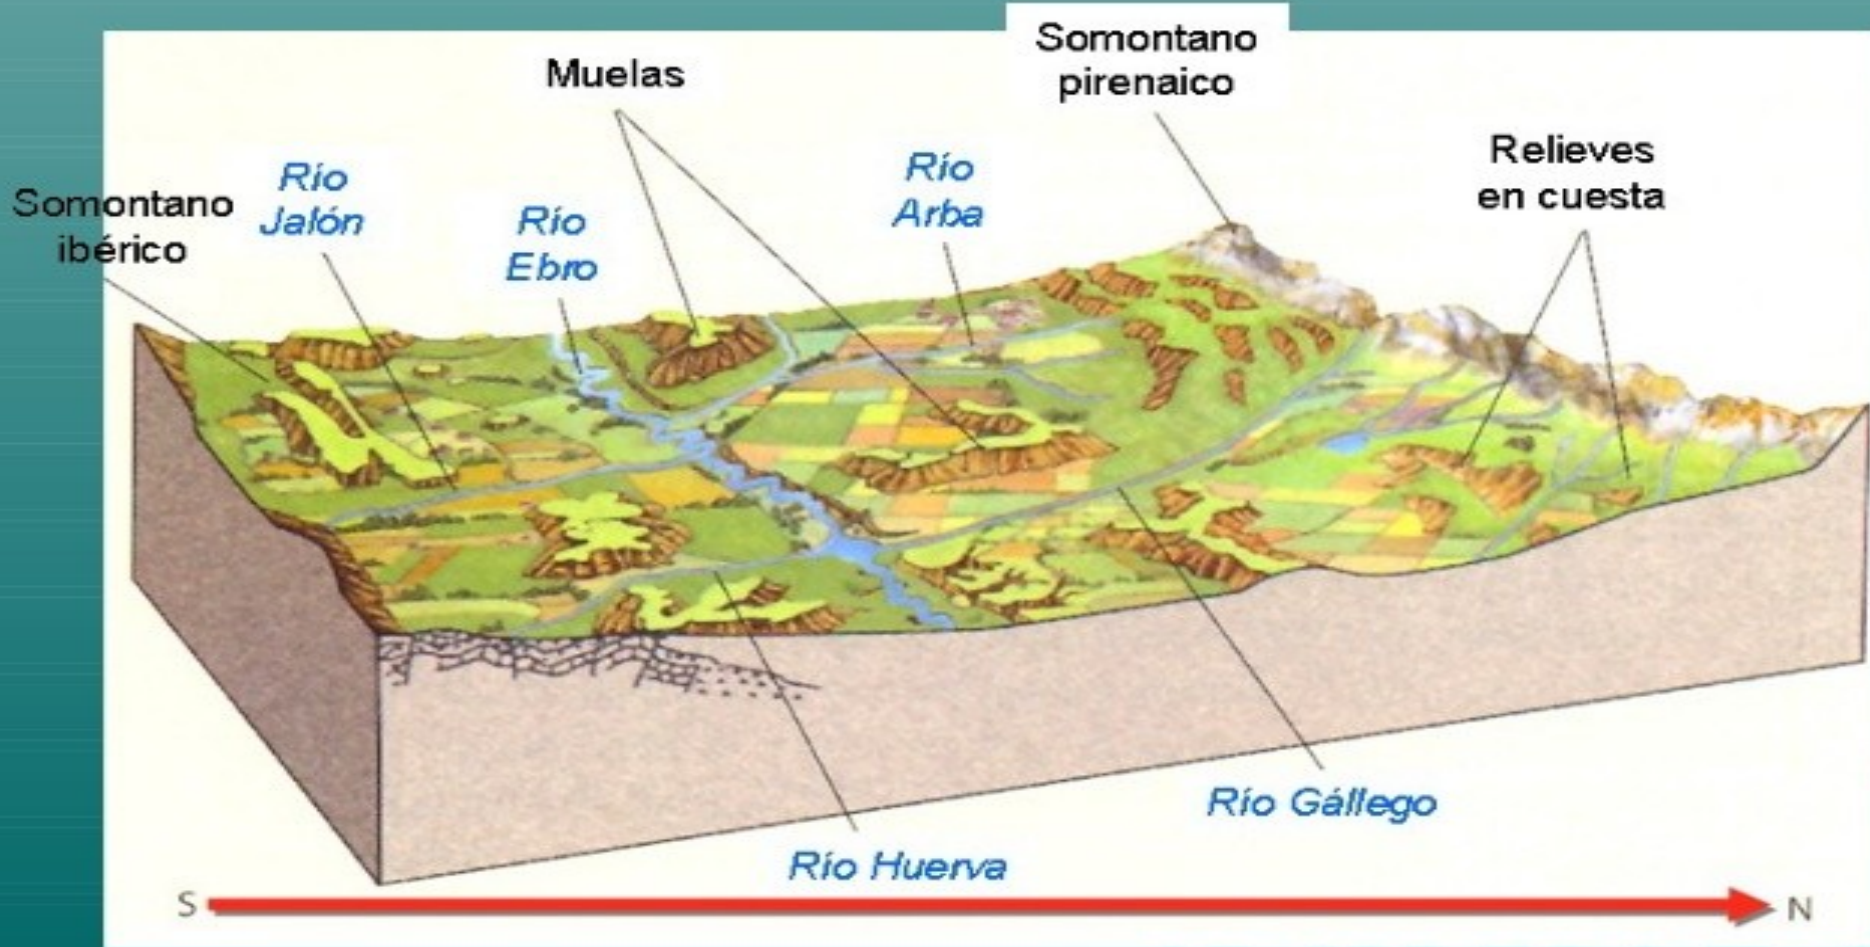 Somontano
pirenaico
Muelas
Relieves
en cuesta
Río
Arba
Río
Jalón
Somontano
ibérico
Río
Ebro
Río Gállego
Río Huerva
S
N